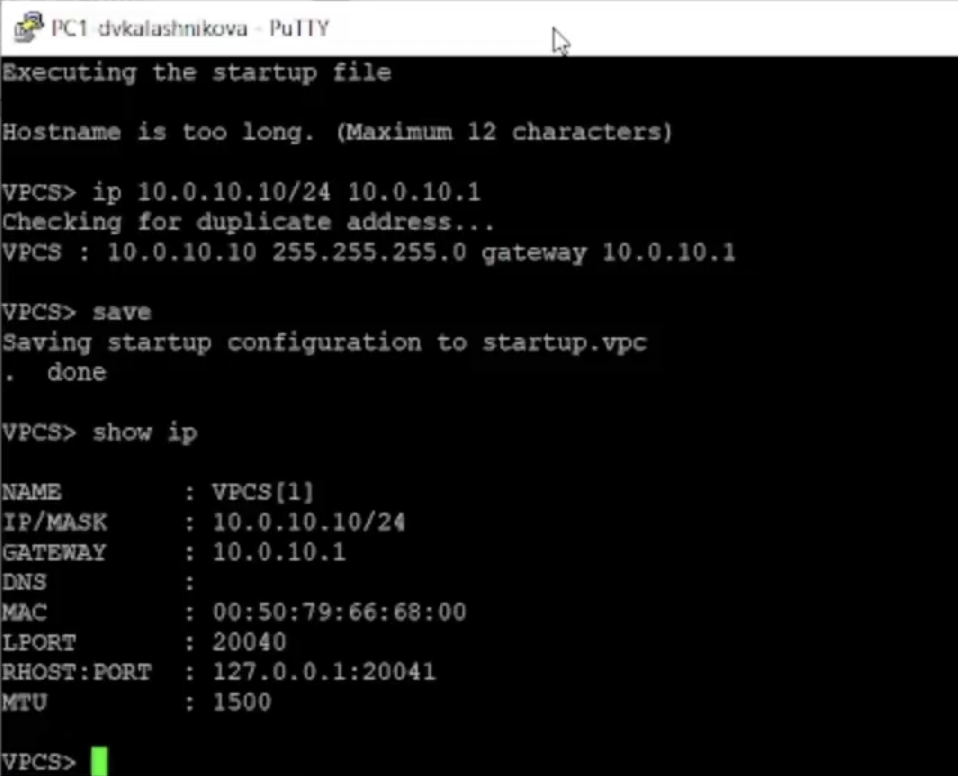 PC1-dvkalashnikova - PuTTY
Executing the startup file
Hostname is too long. (Maximum 12 characters)
VPCS> ip 10.0.10.10/24 10.0.10.1
Checking for duplicate address...
VPCS : 10.0.10.10 255.255.255.0 gateway 10.0.10.1
VPCS> save
Saving startup configuration to startup.vpc
.  done
VPCS> show ip
NAME        : VPCS[1]
IP/MASK     : 10.0.10.10/24
GATEWAY     : 10.0.10.1
DNS         :
MAC         : 00:50:79:66:68:00
LPORT       : 20040
RHOST:PORT  : 127.0.0.1:20041
MTU         : 1500
VPCS>